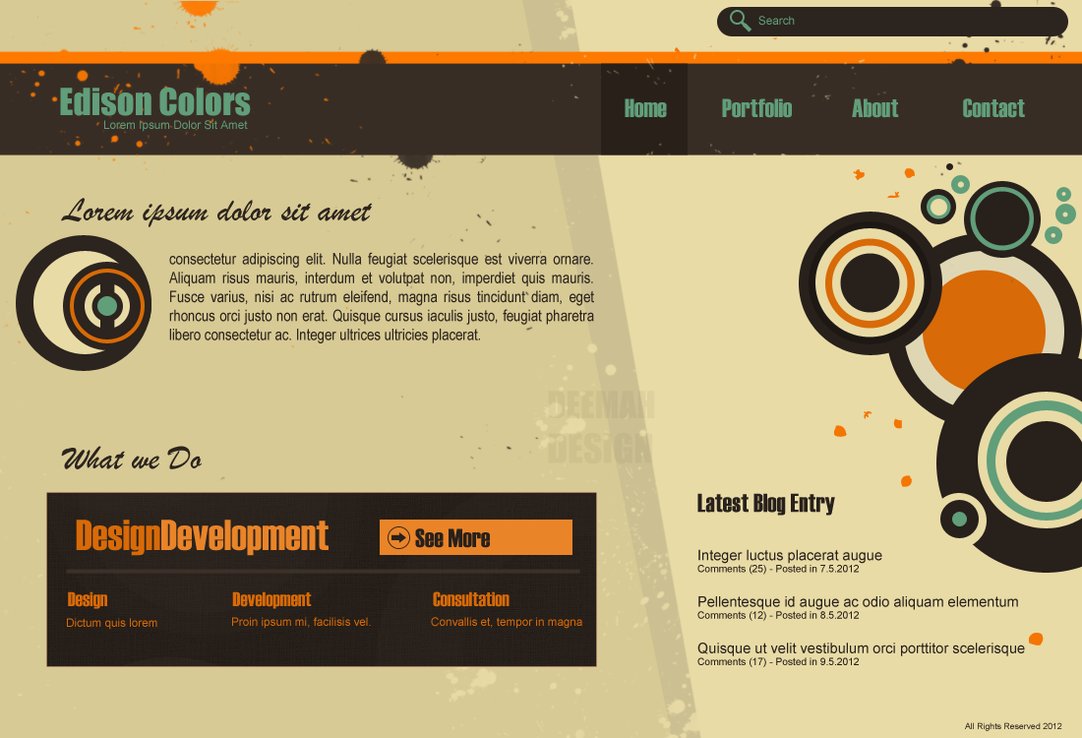 Search
Edison Colors
Lorem Ipsum Dolor Sit Amet
Home Portfolio About Contact
Lorem ipsum dolor sit amet
consectetur adipiscing elit. Nulla feugiat scelerisque est viverra ornare.
Aliquam risus mauris, interdum et volutpat non, imperdiet quis mauris.
Fusce varius, nisi ac rutrum eleifend, magna risus tincidunt diam, eget
rhoncus orci justo non erat. Quisque cursus iaculis justo, feugiat pharetra
libero consectetur ac. Integer ultrices ultricies placerat.
DEEMAH
DESIGN
What we Do
DesignDevelopment
See More
Design
Dictum quis lorem
Development
Proin ipsum mi, facilisis vel.
Consultation
Convallis et, tempor in magna
Latest Blog Entry
Integer luctus placerat augue
Comments (25) - Posted in 7.5.2012
Pellentesque id augue ac odio aliquam elementum
Comments (12) - Posted in 8.5.2012
Quisque ut velit vestibulum orci porttitor scelerisque
Comments (17) - Posted in 9.5.2012
All Rights Reserved 2012